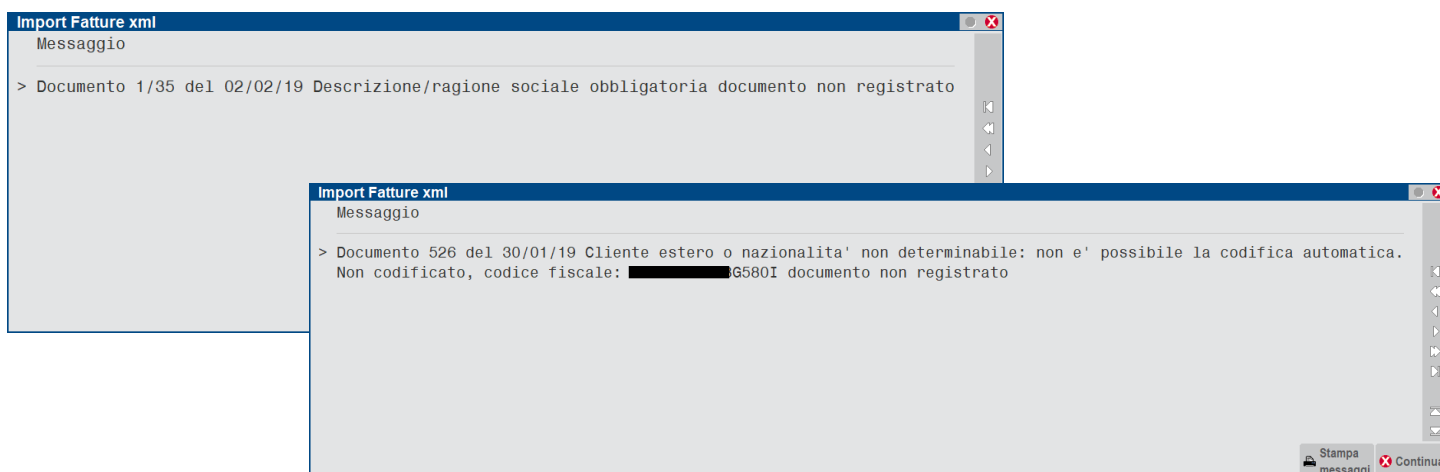 Import Fatture xml
Messaggio
> Documento 1/35 del 02/02/19 Descrizione/ragione sociale obbligatoria documento non registrato
Import Fatture xml
Messaggio
> Documento 526 del 30/01/19 Cliente estero o nazionalita' non determinabile: non e' possibile la codifica automatica.
Non codificato, codice fiscale: G580I documento non registrato
Stampa
messaggi
Continua